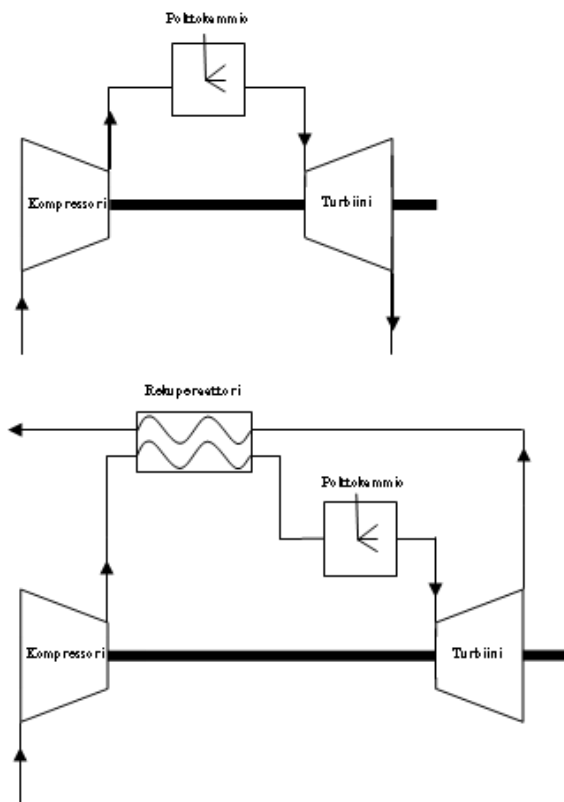 Polttokammio
Kompressori
Turbiini
Rekuperaattori
Polttokammio
Kompressori
Turbiini